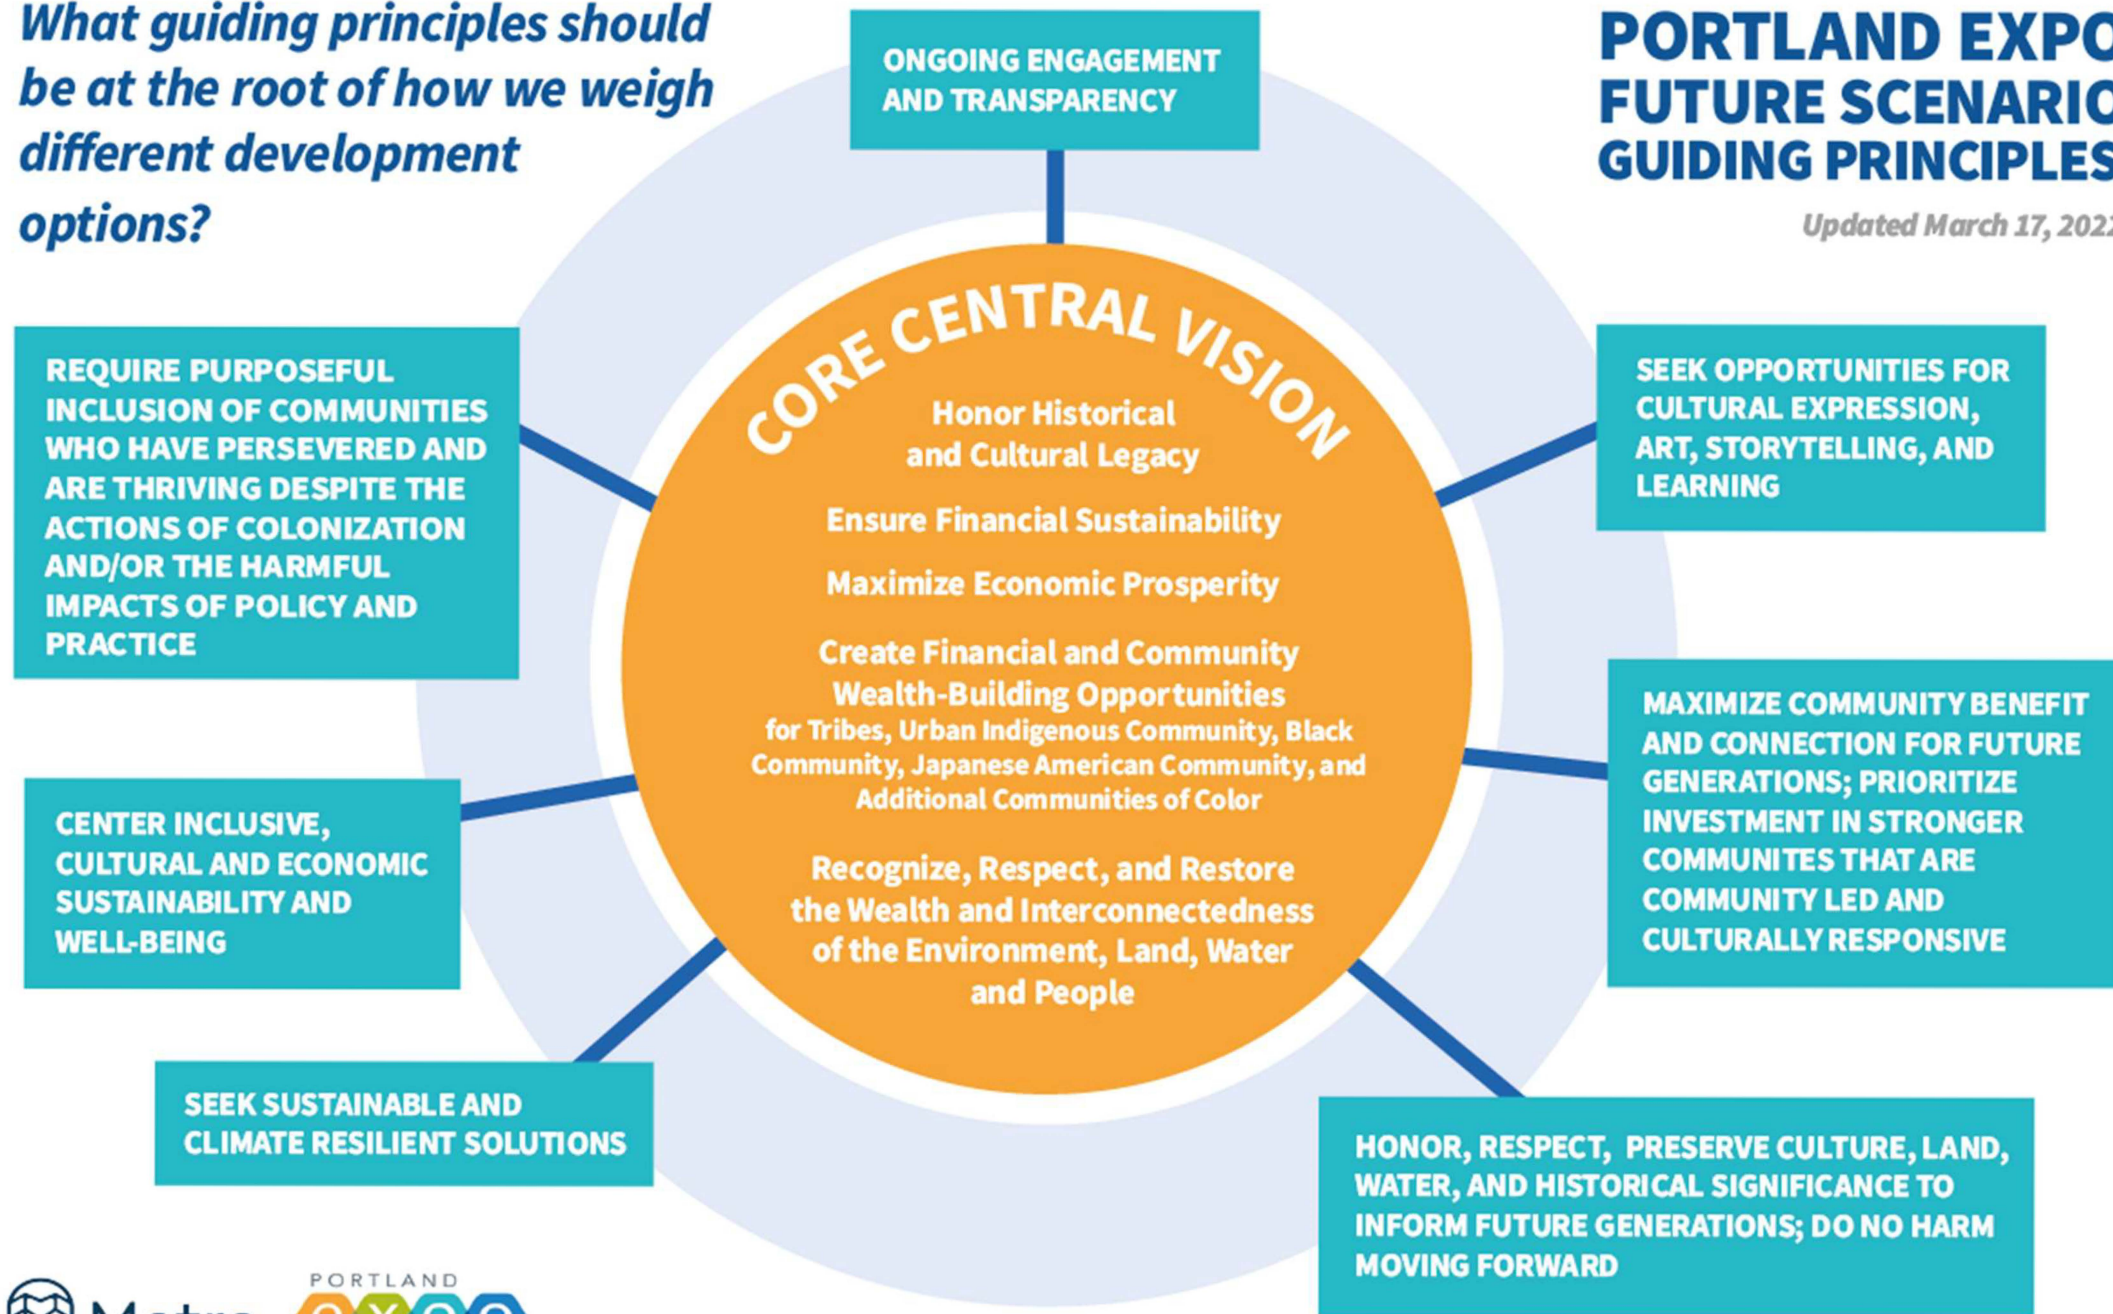 What guiding principles should
be at the root of how we weigh
different development
options?
PORTLAND EXPO
FUTURE SCENARIO
GUIDING PRINCIPLES
Updated March 17, 2022
ONGOING ENGAGEMENT
AND TRANSPARENCY
REQUIRE PURPOSEFUL
INCLUSION OF COMMUNITIES
WHO HAVE PERSEVERED AND
ARE THRIVING DESPITE THE
ACTIONS OF COLONIZATION
AND/OR THE HARMFUL
IMPACTS OF POLICY AND
PRACTICE
CENTER INCLUSIVE,
CULTURAL AND ECONOMIC
SUSTAINABILITY AND
WELL-BEING
SEEK SUSTAINABLE AND
CLIMATE RESILIENT SOLUTIONS
CORE CENTRAL VISION
Honor Historical
and Cultural Legacy
Ensure Financial Sustainability
Maximize Economic Prosperity
Create Financial and Community
Wealth-Building Opportunities
for Tribes, Urban Indigenous Community, Black
Community, Japanese American Community, and
Additional Communities of Color
Recognize, Respect, and Restore
the Wealth and Interconnectedness
of the Environment, Land, Water
and People
SEEK OPPORTUNITIES FOR
CULTURAL EXPRESSION,
ART, STORYTELLING, AND
LEARNING
MAXIMIZE COMMUNITY BENEFIT
AND CONNECTION FOR FUTURE
GENERATIONS; PRIORITIZE
INVESTMENT IN STRONGER
COMMUNITES THAT ARE
COMMUNITY LED AND
CULTURALLY RESPONSIVE
HONOR, RESPECT, PRESERVE CULTURE, LAND,
WATER, AND HISTORICAL SIGNIFICANCE TO
INFORM FUTURE GENERATIONS; DO NO HARM
MOVING FORWARD
Metro
PORTLAND
expo